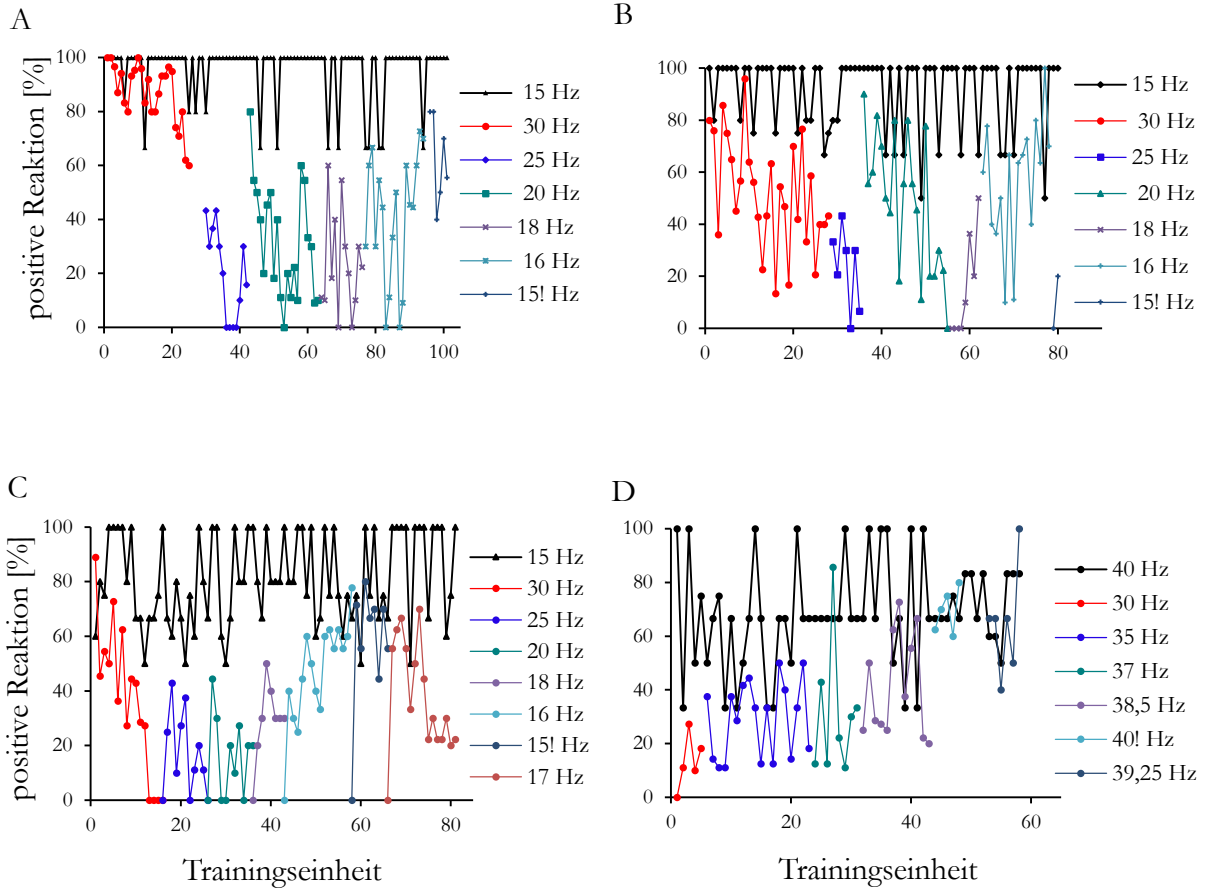 A
positive Reaktion [%]
100
80
60
40
20
0
0 20 40 60 80 100
15 Hz
30 Hz
25 Hz
20 Hz
18 Hz
16 Hz
15! Hz
B
100
80
60
40
20
0
0 20 40 60 80
15 Hz
30 Hz
25 Hz
20 Hz
18 Hz
16 Hz
15! Hz
C
positive Reaktion [%]
100
80
60
40
20
0
0 20 40 60 80
Trainingseinheit
15 Hz
30 Hz
25 Hz
20 Hz
18 Hz
16 Hz
15! Hz
17 Hz
D
100
80
60
40
20
0
0 20 40 60
Trainingseinheit
40 Hz
30 Hz
35 Hz
37 Hz
38,5 Hz
40! Hz
39,25 Hz